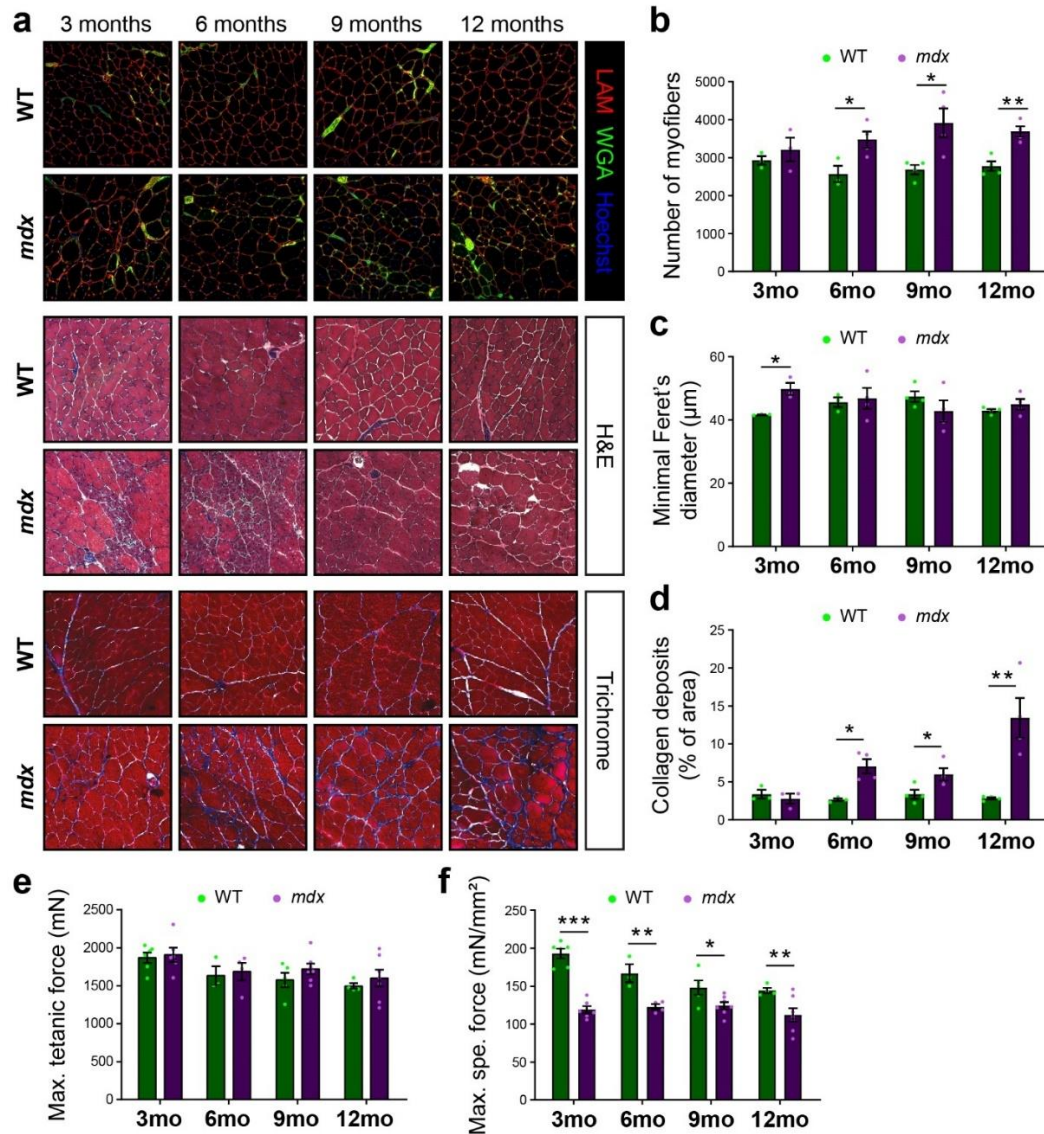 a
3 months 6 months 9 months 12 months
WT
mdx
LAM WGA Hoechst
WT
mdx
H&E
WT
mdx
Trichrome
b
WT mdx
Number of myofibers
5000
4000
3000
2000
1000
0
* * **
3mo 6mo 9mo 12mo
c
WT mdx
Minimal Feret's
diameter (µm)
60
40
20
0
*
3mo 6mo 9mo 12mo
d
WT mdx
Collagen deposits
(% of area)
25
20
15
10
5
0
* * **
3mo 6mo 9mo 12mo
e
WT mdx
Max. tetanic force (mN)
2500
2000
1500
1000
500
0
3mo 6mo 9mo 12mo
f
WT mdx
Max. spe. force (mN/mm²)
250
200
150
100
50
0
*** ** * **
3mo 6mo 9mo 12mo